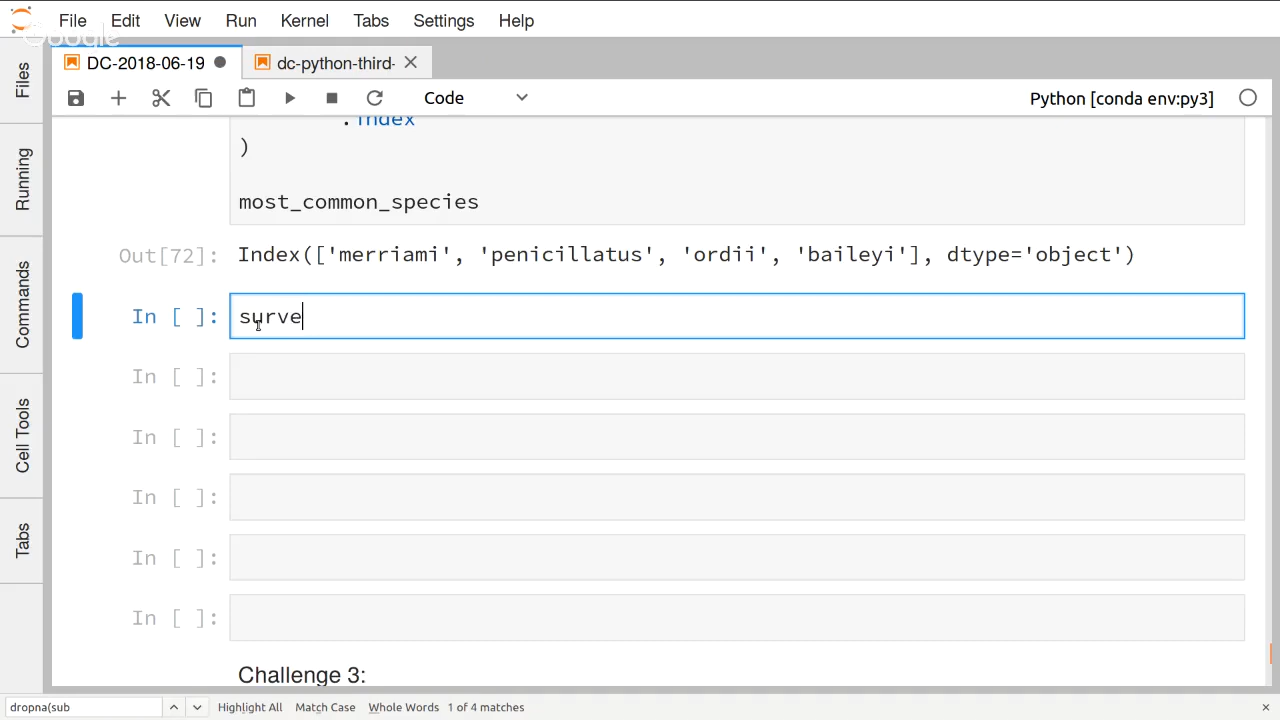 File Edit View Run Kernel Tabs Settings Help
Google
DC-2018-06-19 dc-python-third-
Code Python [conda env:py3]
Files
Running
Commands
Cell Tools
Tabs
.index
)
most_common_species
Out[72]: Index(['merriami', 'penicillatus', 'ordii', 'baileyi'], dtype='object')
In [ ]: surve
In [ ]:
In [ ]:
In [ ]:
In [ ]:
In [ ]:
Challenge 3:
dropna(sub Highlight All Match Case Whole Words 1 of 4 matches